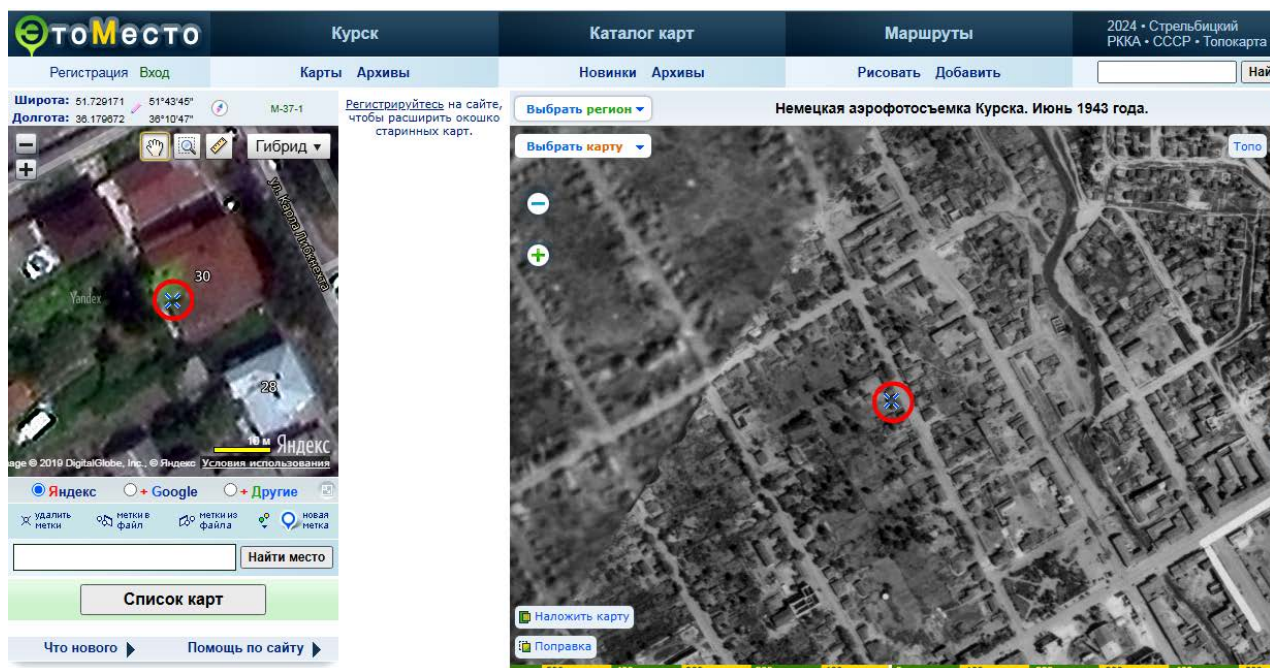 ЭтоМесто
Курск
Каталог карт
Маршруты
2024 • Стрельбицкий
РККА • СССР • Топокарта
Регистрация Вход
Карты Архивы
Новинки Архивы
Рисовать Добавить
Широта: 51.729171 51°43'45"
Долгота: 36.179672 36°10'47"
M-37-1
Регистрируйтесь на сайте,
чтобы расширить окошко
старинных карт.
Выбрать регион
Немецкая аэрофотосъемка Курска. Июнь 1943 года.
Гибрид
ул. Карла Либкнехта
30
Yandex
28
10 м Яндекс
© 2019 DigitalGlobe, Inc., © Яндекс Условия использования
Выбрать карту
Топо
Яндекс + Google + Другие
удалить метки
метки в файл
метки из файла
новая метка
Найти место
Список карт
Что нового Помощь по сайту
Наложить карту
Поправка